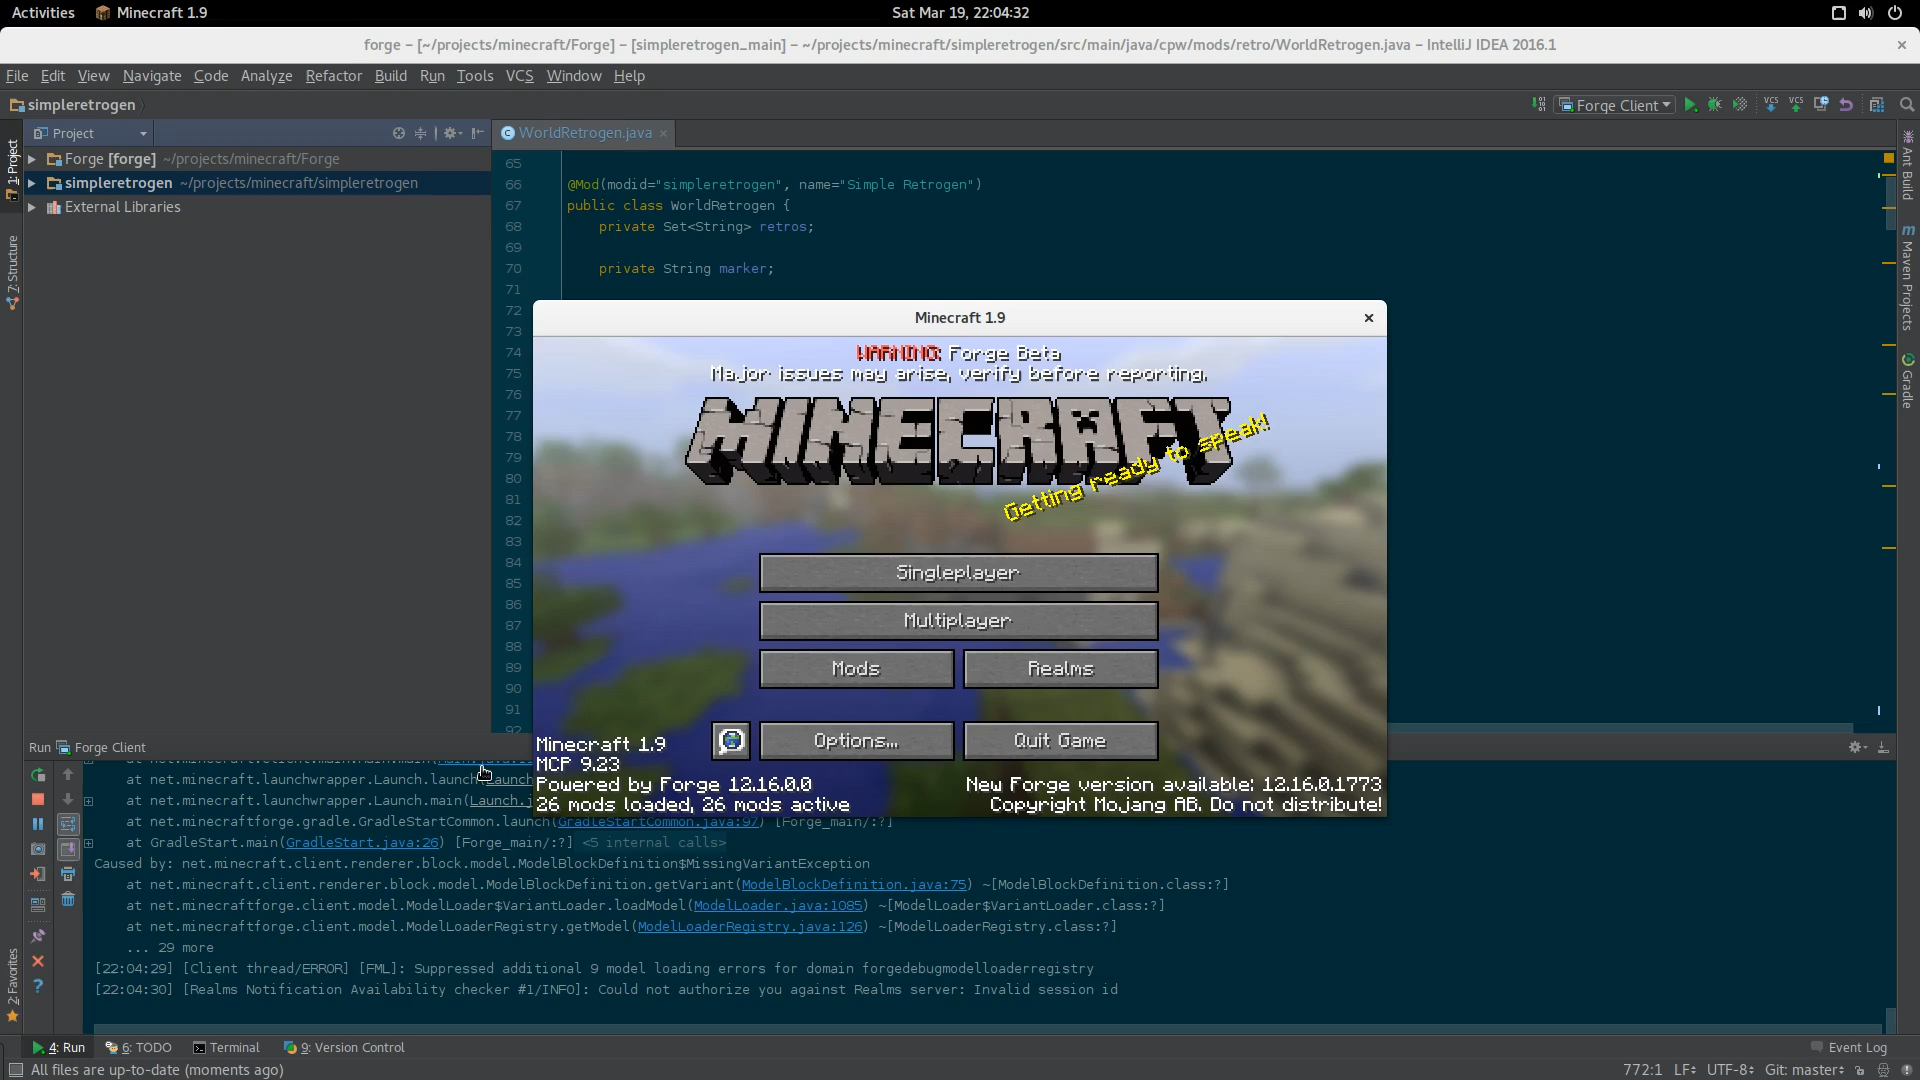 Activities Minecraft 1.9 Sat Mar 19, 22:04:32
forge – [~/projects/minecraft/Forge] – [simpleretrogen_main] – ~/projects/minecraft/simpleretrogen/src/main/java/cpw/mods/retro/WorldRetrogen.java – IntelliJ IDEA 2016.1
File Edit View Navigate Code Analyze Refactor Build Run Tools VCS Window Help
simpleretrogen Forge Client VCS VCS
1: Project
7: Structure
2: Favorites
Project
Forge [forge] ~/projects/minecraft/Forge
simpleretrogen ~/projects/minecraft/simpleretrogen
External Libraries
WorldRetrogen.java
65
66 @Mod(modid="simpleretrogen", name="Simple Retrogen")
67 public class WorldRetrogen {
68 private Set<String> retros;
69
70 private String marker;
71
72
73
74
75
76
77
78
79
80
81
82
83
84
85
86
87
88
89
90
91
92
Ant Build
Maven Projects
Gradle
Minecraft 1.9
WARNING: Forge Beta
Major issues may arise, verify before reporting.
MINECRAFT
Getting ready to speak!
Singleplayer
Multiplayer
Mods Realms
Options... Quit Game
Minecraft 1.9
MCP 9.23
Powered by Forge 12.16.0.0 New Forge version available: 12.16.0.1773
26 mods loaded, 26 mods active Copyright Mojang AB. Do not distribute!
Run Forge Client
at net.minecraft.launchwrapper.Launch.launch(Launch
at net.minecraft.launchwrapper.Launch.main(Launch.j
at net.minecraftforge.gradle.GradleStartCommon.launch(GradleStartCommon.java:97) [Forge_main/:?]
at GradleStart.main(GradleStart.java:26) [Forge_main/:?] <5 internal calls>
Caused by: net.minecraft.client.renderer.block.model.ModelBlockDefinition$MissingVariantException
at net.minecraft.client.renderer.block.model.ModelBlockDefinition.getVariant(ModelBlockDefinition.java:75) ~[ModelBlockDefinition.class:?]
at net.minecraftforge.client.model.ModelLoader$VariantLoader.loadModel(ModelLoader.java:1085) ~[ModelLoader$VariantLoader.class:?]
at net.minecraftforge.client.model.ModelLoaderRegistry.getModel(ModelLoaderRegistry.java:126) ~[ModelLoaderRegistry.class:?]
... 29 more
[22:04:29] [Client thread/ERROR] [FML]: Suppressed additional 9 model loading errors for domain forgedebugmodelloaderregistry
[22:04:30] [Realms Notification Availability checker #1/INFO]: Could not authorize you against Realms server: Invalid session id
4: Run 6: TODO Terminal 9: Version Control Event Log
All files are up-to-date (moments ago) 772:1 LF UTF-8 Git: master